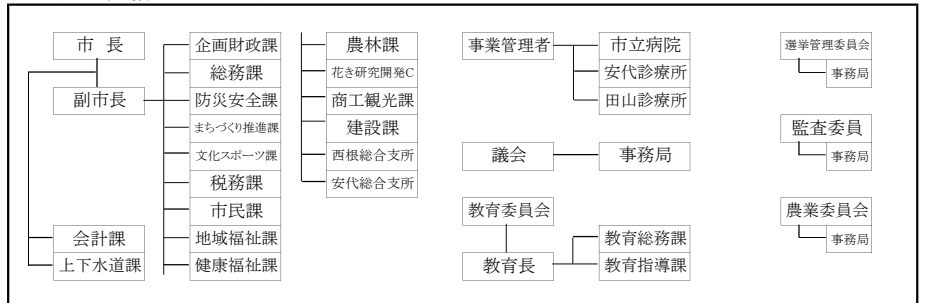 市 長
副市長
会計課
上下水道課
企画財政課
総務課
防災安全課
まちづくり推進課
文化スポーツ課
税務課
市民課
地域福祉課
健康福祉課
農林課
花き研究開発C
商工観光課
建設課
西根総合支所
安代総合支所
事業管理者
市立病院
安代診療所
田山診療所
議会
事務局
教育委員会
教育長
教育総務課
教育指導課
選挙管理委員会
事務局
監査委員
事務局
農業委員会
事務局